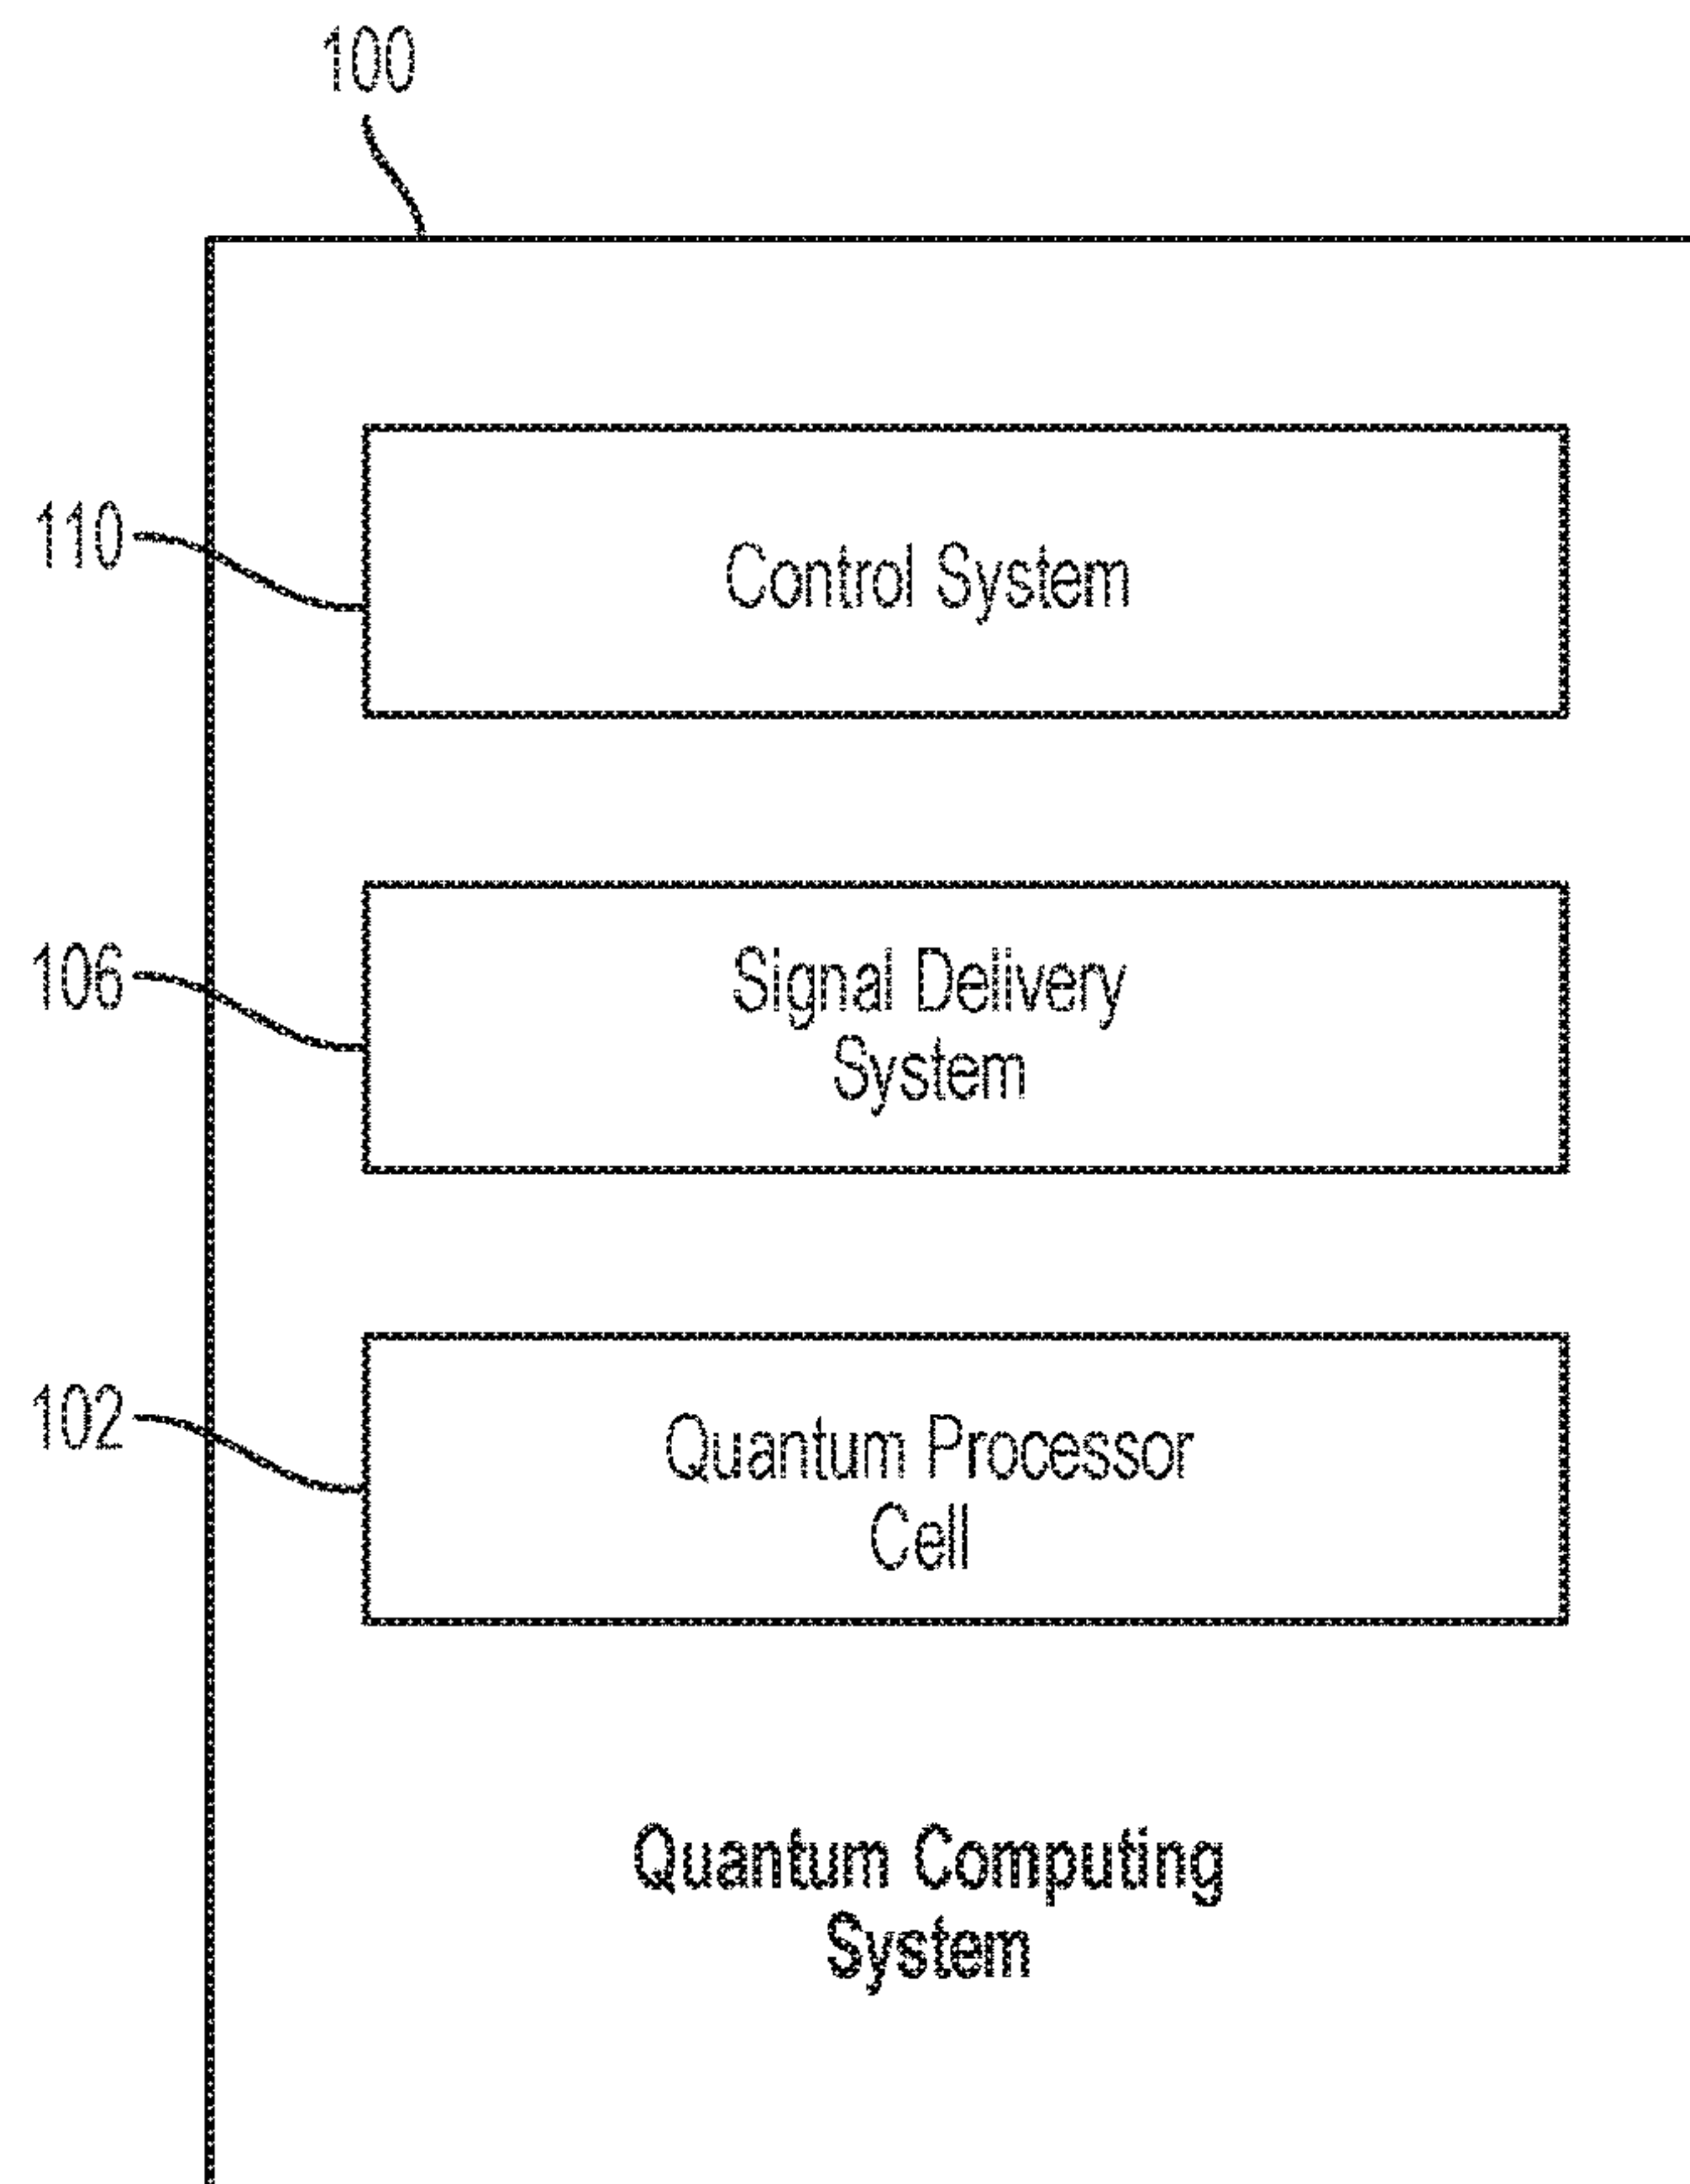 100
110
Control System
106
Signal Delivery
System
102
Quantum Processor
Cell
Quantum Computing
System